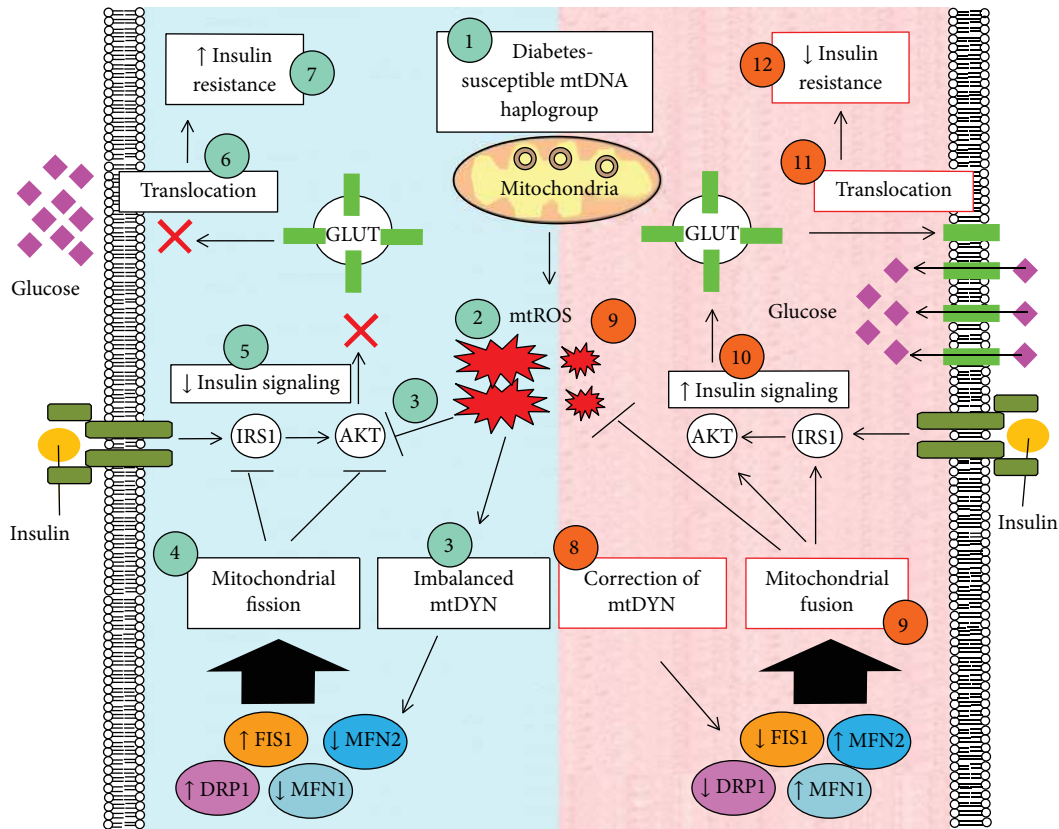 1
Diabetes-
susceptible mtDNA
haplogroup
Mitochondria
↑ Insulin
resistance
7
6
Translocation
GLUT
Glucose
2
mtROS
9
5
↓ Insulin signaling
3
IRS1
AKT
Insulin
4
Mitochondrial
fission
3
Imbalanced
mtDYN
↑ FIS1
↓ MFN2
↑ DRP1
↓ MFN1
12
↓ Insulin
resistance
11
Translocation
GLUT
Glucose
10
↑ Insulin signaling
AKT
IRS1
Insulin
8
Correction of
mtDYN
Mitochondrial
fusion
9
↓ FIS1
↑ MFN2
↓ DRP1
↑ MFN1